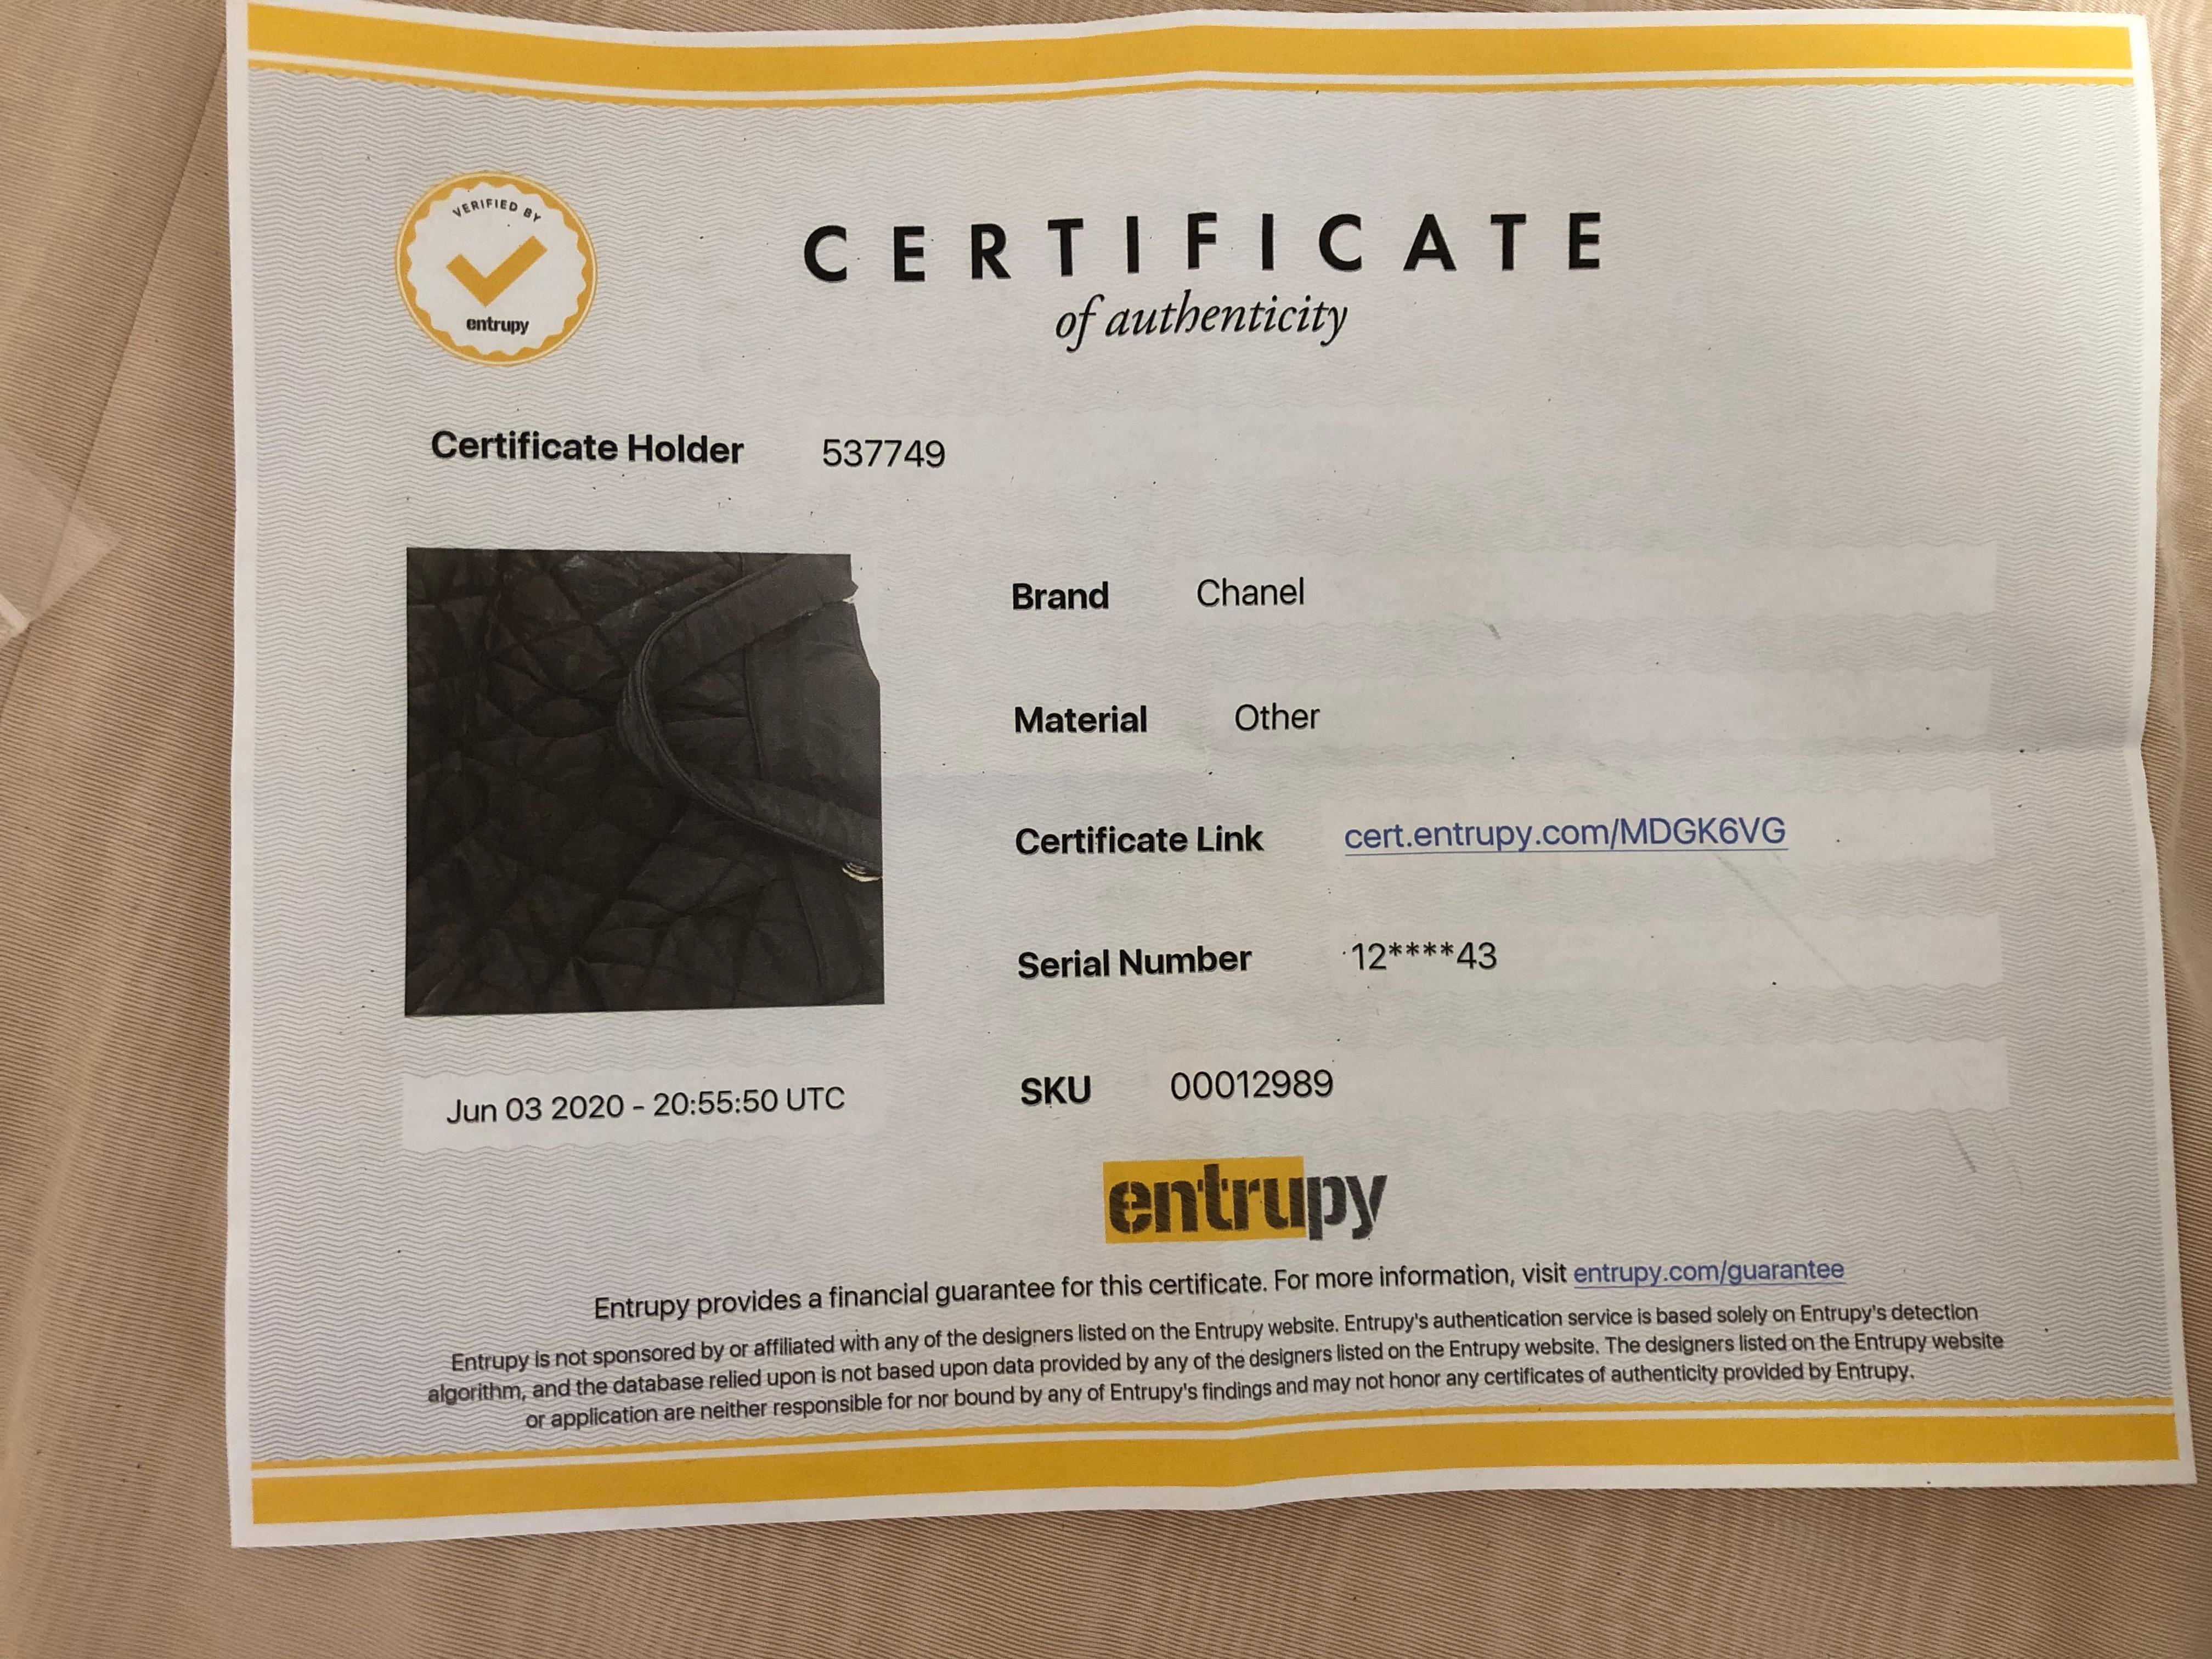 VERIFIED BY
entrupy
CERTIFICATE
of authenticity
Certificate Holder 537749
Brand Chanel
Material Other
Certificate Link cert.entrupy.com/MDGK6VG
Serial Number 12****43
SKU 00012989
Jun 03 2020 - 20:55:50 UTC
entrupy
Entrupy provides a financial guarantee for this certificate. For more information, visit entrupy.com/guarantee
Entrupy is not sponsored by or affiliated with any of the designers listed on the Entrupy website. Entrupy's authentication service is based solely on Entrupy's detection
algorithm, and the database relied upon is not based upon data provided by any of the designers listed on the Entrupy website. The designers listed on the Entrupy website
or application are neither responsible for nor bound by any of Entrupy's findings and may not honor any certificates of authenticity provided by Entrupy.